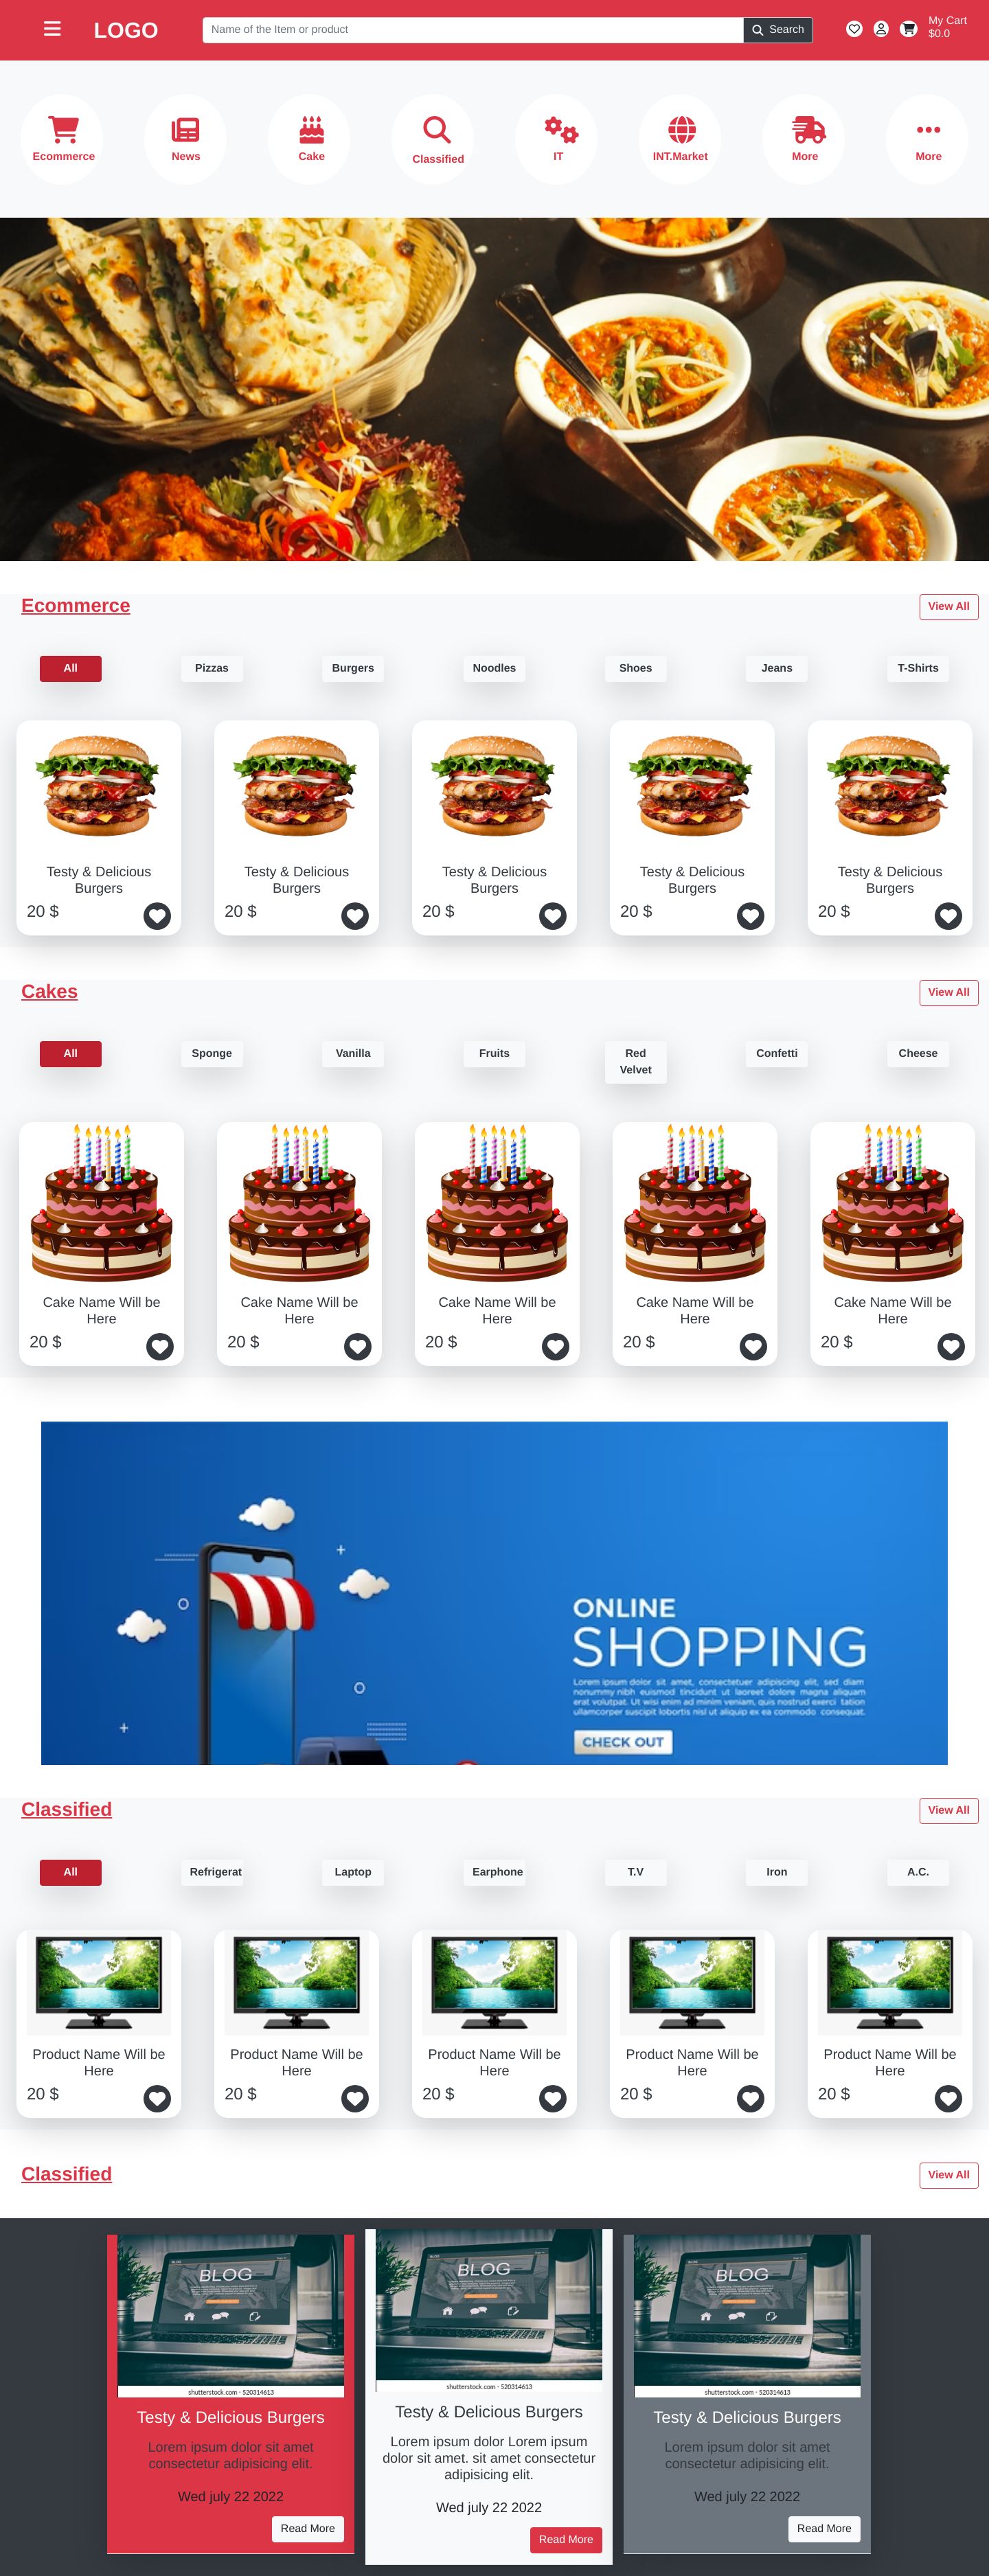 LOGO
Name of the Item or product
Search
My Cart
$0.0
Ecommerce
News
Cake
Classified
IT
INT.Market
More
More
Ecommerce
View All
All
Pizzas
Burgers
Noodles
Shoes
Jeans
T-Shirts
Testy & Delicious
Burgers
20 $
Testy & Delicious
Burgers
20 $
Testy & Delicious
Burgers
20 $
Testy & Delicious
Burgers
20 $
Testy & Delicious
Burgers
20 $
Cakes
View All
All
Sponge
Vanilla
Fruits
Red
Velvet
Confetti
Cheese
Cake Name Will be
Here
20 $
Cake Name Will be
Here
20 $
Cake Name Will be
Here
20 $
Cake Name Will be
Here
20 $
Cake Name Will be
Here
20 $
ONLINE
SHOPPING
Lorem ipsum dolor sit amet, consectetuer adipiscing elit, sed diam
nonummy nibh euismod tincidunt ut laoreet dolore magna aliquam
erat volutpat. Ut wisi enim ad minim veniam, quis nostrud exerci tation
ullamcorper suscipit lobortis nisl ut aliquip ex ea commodo consequat.
CHECK OUT
Classified
View All
All
Refrigerat
Laptop
Earphone
T.V
Iron
A.C.
Product Name Will be
Here
20 $
Product Name Will be
Here
20 $
Product Name Will be
Here
20 $
Product Name Will be
Here
20 $
Product Name Will be
Here
20 $
Classified
View All
BLOG
shutterstock.com · 520314613
Testy & Delicious Burgers
Lorem ipsum dolor sit amet
consectetur adipisicing elit.
Wed july 22 2022
Read More
BLOG
shutterstock.com · 520314613
Testy & Delicious Burgers
Lorem ipsum dolor Lorem ipsum
dolor sit amet. sit amet consectetur
adipisicing elit.
Wed july 22 2022
Read More
BLOG
shutterstock.com · 520314613
Testy & Delicious Burgers
Lorem ipsum dolor sit amet
consectetur adipisicing elit.
Wed july 22 2022
Read More